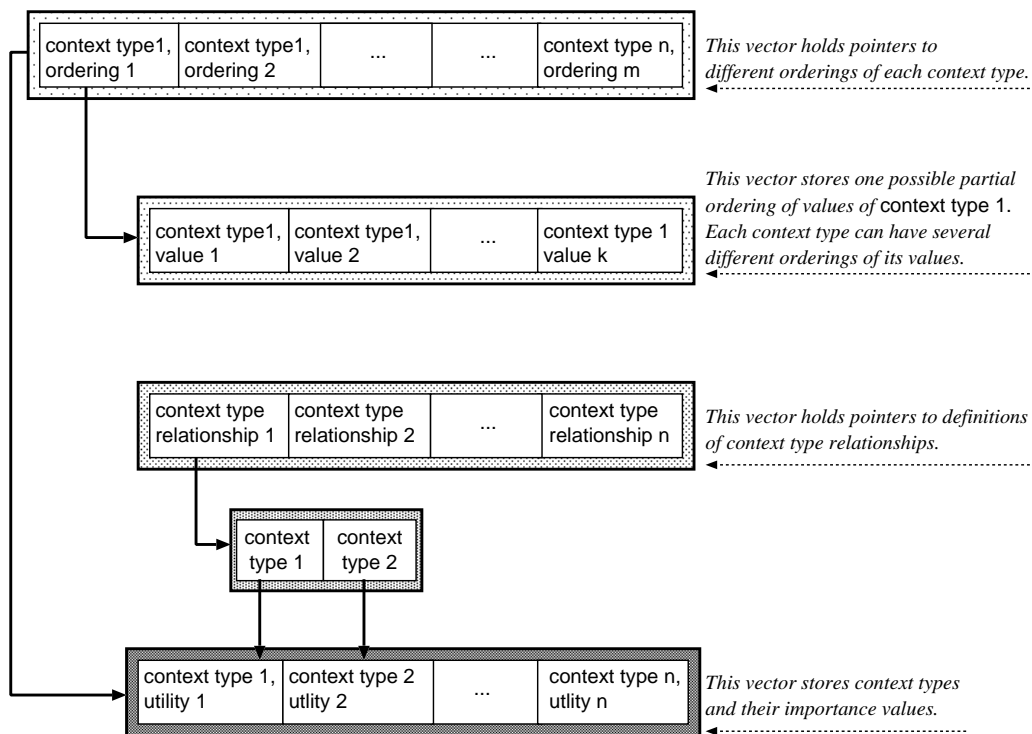 context type1, context type1, ... ... context type n,
ordering 1 ordering 2 ordering m
This vector holds pointers to
different orderings of each context type.
This vector stores one possible partial
ordering of values of context type 1.
Each context type can have several
different orderings of its values.
context type1, context type1, ... context type 1
value 1 value 2 value k
context type context type ... context type
relationship 1 relationship 2 relationship n
This vector holds pointers to definitions
of context type relationships.
context context
type 1 type 2
context type 1, context type 2 ... context type n,
utility 1 utlity 2 utlity n
This vector stores context types
and their importance values.